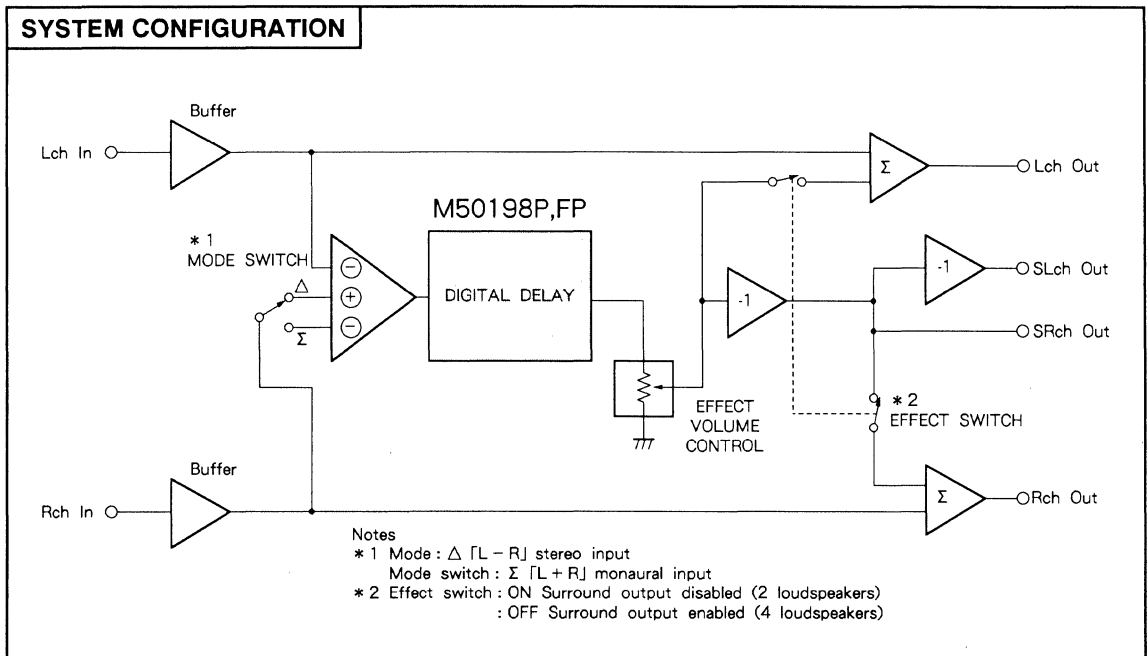 SYSTEM CONFIGURATION
Buffer
Lch In
Σ
Lch Out
M50198P,FP
* 1
MODE SWITCH
Δ
Σ
−
+
−
DIGITAL DELAY
-1
-1
SLch Out
SRch Out
EFFECT
VOLUME
CONTROL
* 2
EFFECT SWITCH
Buffer
Rch In
Σ
Rch Out
Notes
* 1 Mode : Δ 「L − R」 stereo input
Mode switch : Σ 「L + R」 monaural input
* 2 Effect switch : ON Surround output disabled (2 loudspeakers)
: OFF Surround output enabled (4 loudspeakers)